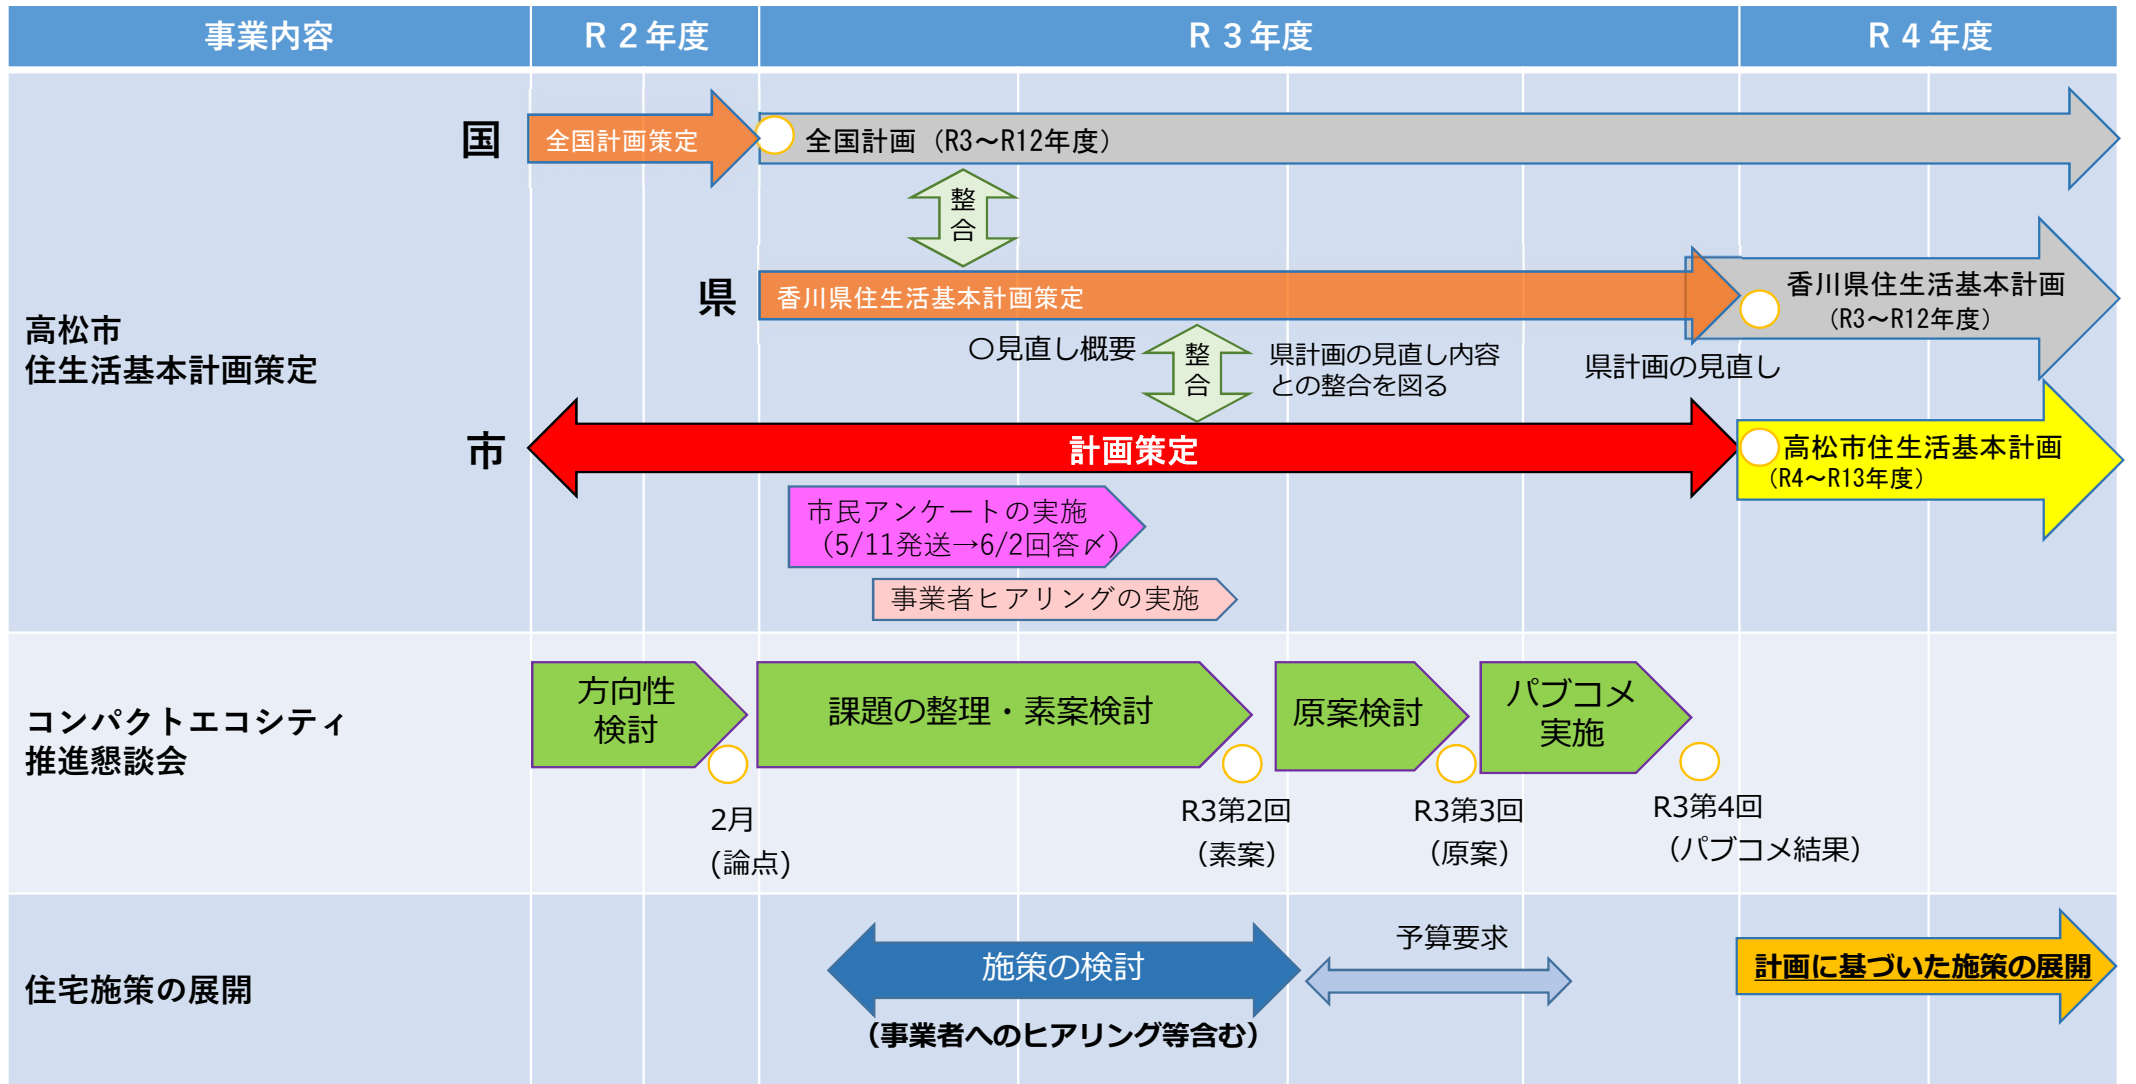 事業内容
R２年度
R３年度
R４年度
高松市
住生活基本計画策定
国
全国計画策定
全国計画（R3～R12年度）
整
合
県
香川県住生活基本計画策定
香川県住生活基本計画
（R3～R12年度）
〇見直し概要
整
合
県計画の見直し内容
との整合を図る
県計画の見直し
市
計画策定
高松市住生活基本計画
（R4～R13年度）
市民アンケートの実施
（5/11発送→6/2回答〆）
事業者ヒアリングの実施
コンパクトエコシティ
推進懇談会
方向性
検討
課題の整理・素案検討
原案検討
パブコメ
実施
2月
(論点)
R3第2回
（素案）
R3第3回
（原案）
R3第4回
（パブコメ結果）
住宅施策の展開
施策の検討
（事業者へのヒアリング等含む）
予算要求
計画に基づいた施策の展開